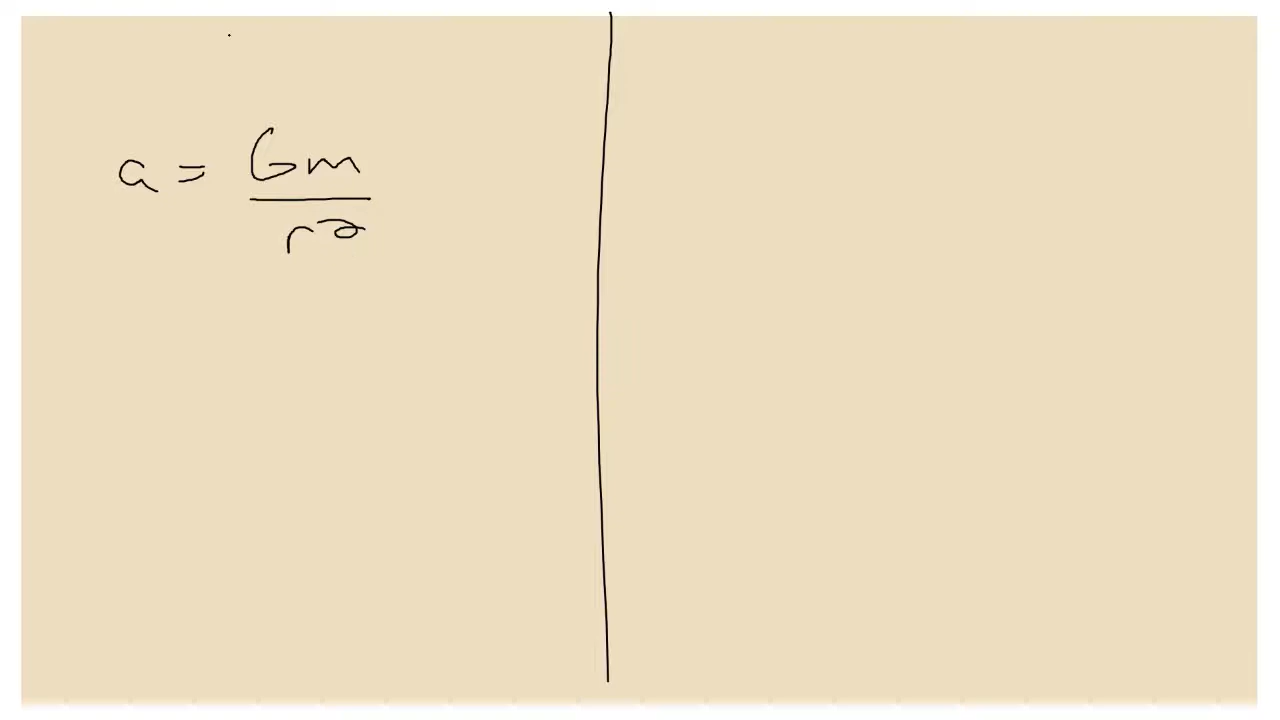 a = Gm
r²